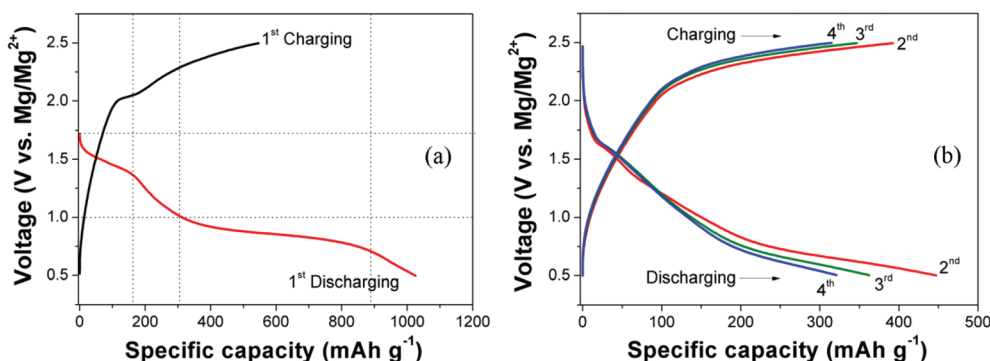 1st Charging
(a)
1st Discharging
Voltage (V vs. Mg/Mg2+)
2.5
2.0
1.5
1.0
0.5
0 200 400 600 800 1000 1200
Specific capacity (mAh g-1)
Charging
4th
3rd
2nd
(b)
Discharging
4th
3rd
2nd
Voltage (V vs. Mg/Mg2+)
2.5
2.0
1.5
1.0
0.5
0 100 200 300 400 500
Specific capacity (mAh g-1)